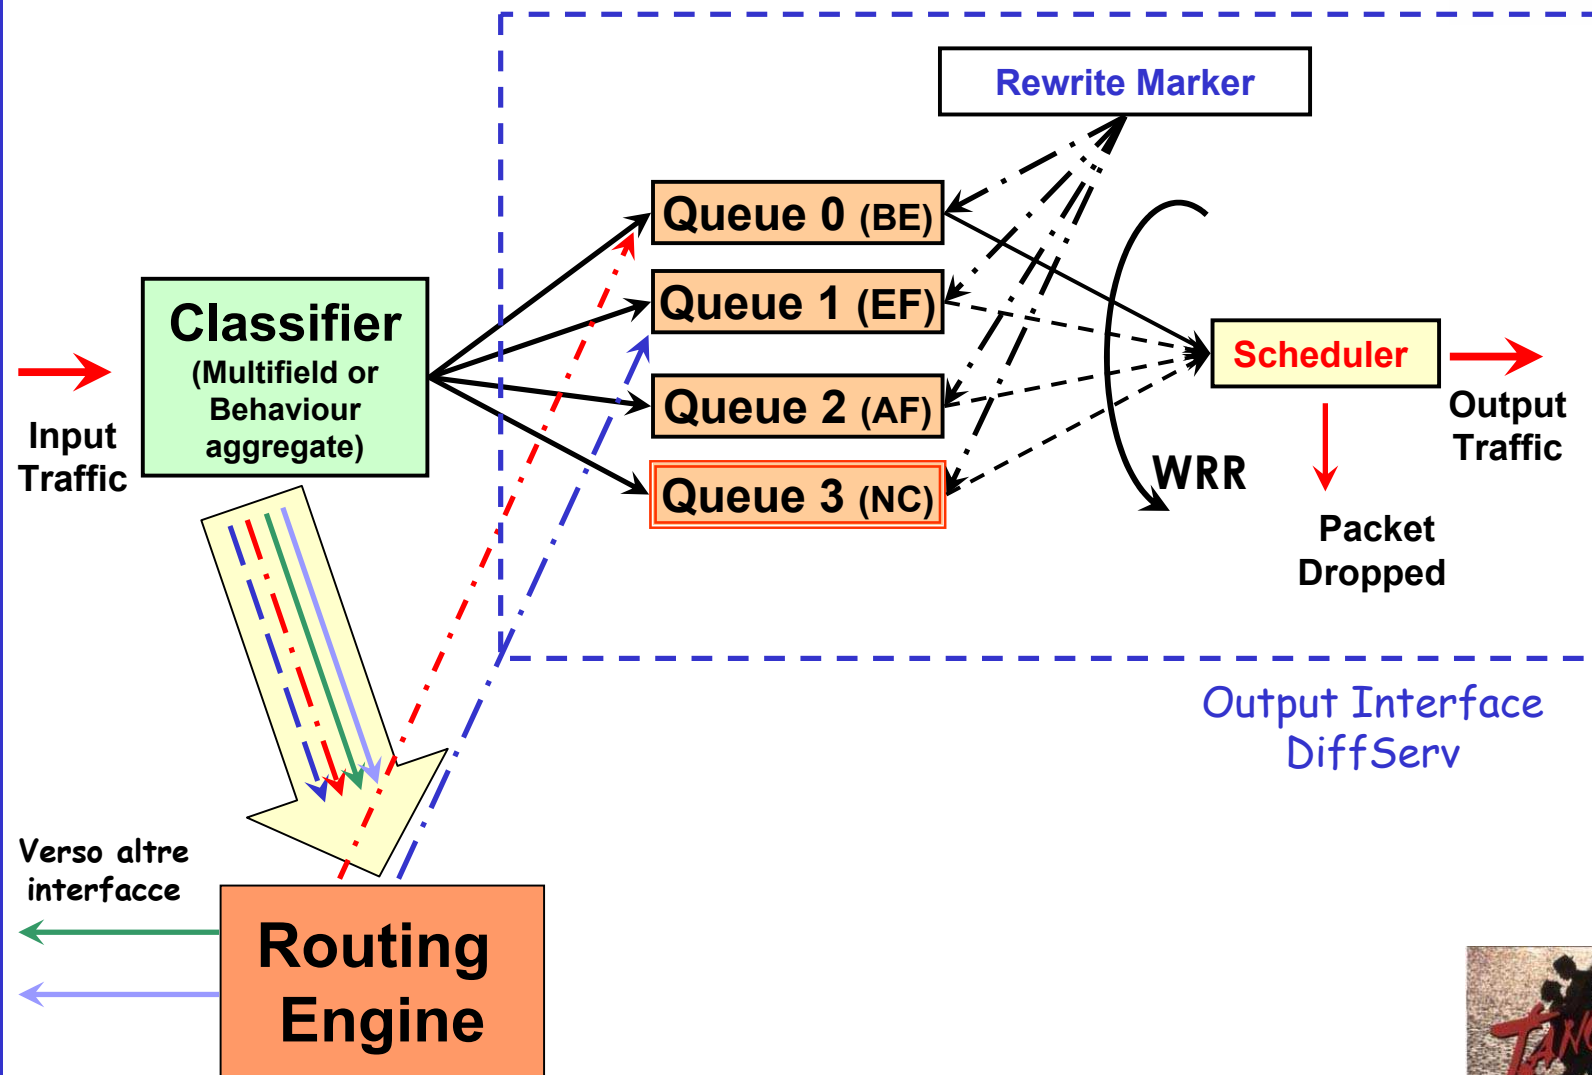 Rewrite Marker
Queue 0 (BE)
Queue 1 (EF)
Queue 2 (AF)
Queue 3 (NC)
Classifier
(Multifield or
Behaviour
aggregate)
Input
Traffic
Scheduler
Output
Traffic
WRR
Packet
Dropped
Output Interface
DiffServ
Verso altre
interfacce
Routing
Engine